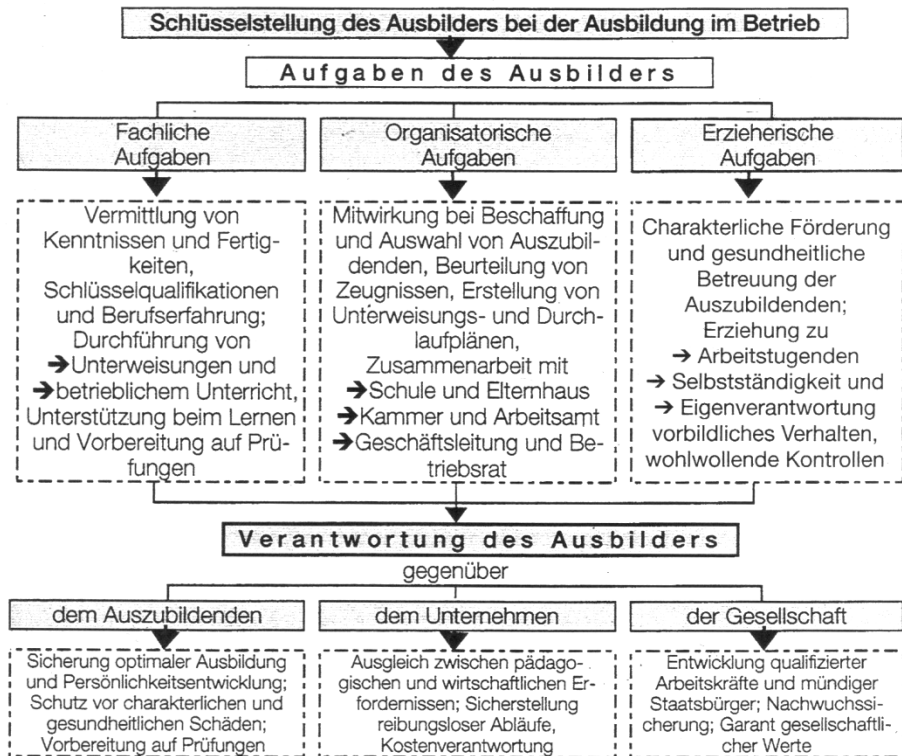 Schlüsselstellung des Ausbilders bei der Ausbildung im Betrieb
Aufgaben des Ausbilders
Fachliche
Aufgaben
Organisatorische
Aufgaben
Erzieherische
Aufgaben
Vermittlung von
Kenntnissen und Fertig-
keiten,
Schlüsselqualifikationen
und Berufserfahrung;
Durchführung von
➔Unterweisungen und
➔betrieblichem Unterricht,
Unterstützung beim Lernen
und Vorbereitung auf Prü-
fungen
Mitwirkung bei Beschaffung
und Auswahl von Auszubil-
denden, Beurteilung von
Zeugnissen, Erstellung von
Unterweisungs- und Durch-
laufplänen,
Zusammenarbeit mit
➔Schule und Elternhaus
➔Kammer und Arbeitsamt
➔Geschäftsleitung und Be-
triebsrat
Charakterliche Förderung
und gesundheitliche
Betreuung der
Auszubildenden;
Erziehung zu
➔ Arbeitstugenden
➔ Selbstständigkeit und
➔ Eigenverantwortung
vorbildliches Verhalten,
wohlwollende Kontrollen
Verantwortung des Ausbilders
gegenüber
dem Auszubildenden
dem Unternehmen
der Gesellschaft
Sicherung optimaler Ausbildung
und Persönlichkeitsentwicklung;
Schutz vor charakterlichen und
gesundheitlichen Schäden;
Vorbereitung auf Prüfungen
Ausgleich zwischen pädago-
gischen und wirtschaftlichen Er-
fordernissen; Sicherstellung
reibungsloser Abläufe,
Kostenverantwortung
Entwicklung qualifizierter
Arbeitskräfte und mündiger
Staatsbürger; Nachwuchssi-
cherung; Garant gesellschaftli-
cher Werte